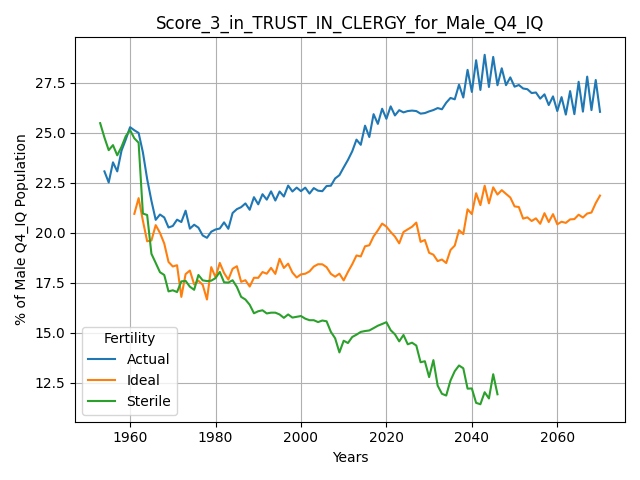 Score_3_in_TRUST_IN_CLERGY_for_Male_Q4_IQ
% of Male Q4_IQ Population
27.5
25.0
22.5
20.0
17.5
15.0
12.5
Fertility
Actual
Ideal
Sterile
1960 1980 2000 2020 2040 2060
Years